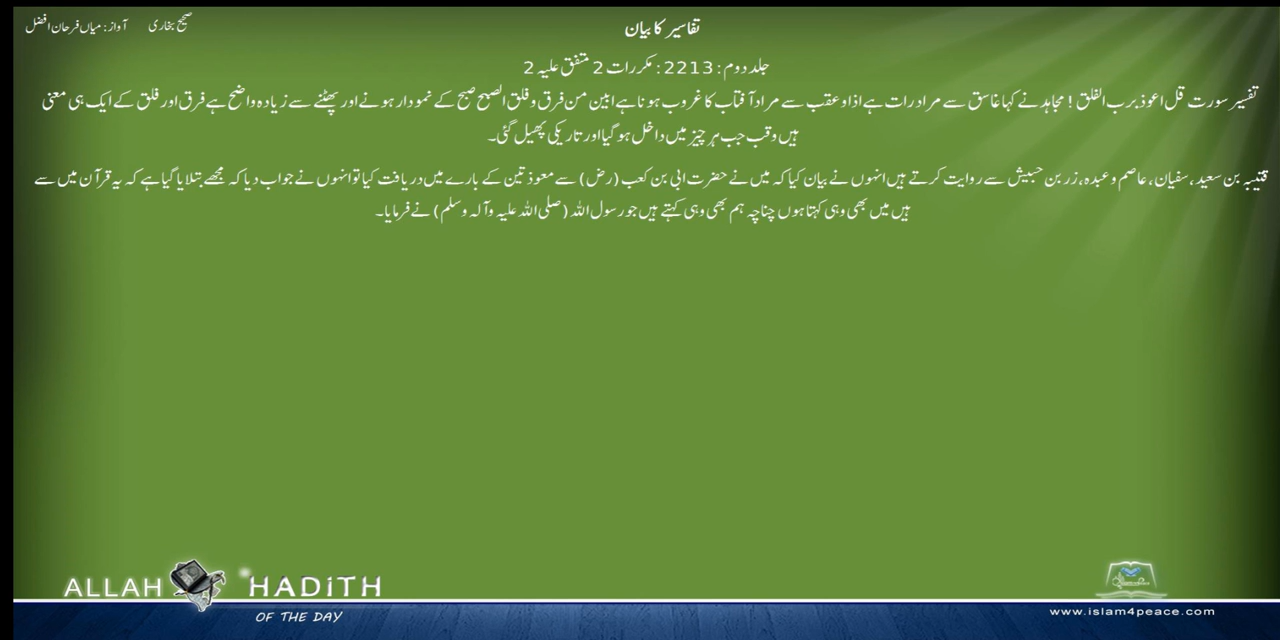 صحیح بخاری آواز: میاں فرحان افضل
تفاسیر کا بیان
جلد دوم : 2213 : مکررات 2 متفق علیہ 2
تفسیر سورت قل اعوذ برب الفلق ! مجاہد نے کہا غاسق سے مراد رات ہے اذا وعقب سے مراد آفتاب کا غروب ہونا ہے ابین من فرق وفلق الصبح صبح کے نمودار ہونے اور پھٹنے سے زیادہ واضح ہے فرق اور فلق کے ایک ہی معنی
ہیں وقب جب ہر چیز میں داخل ہو گیا اور تاریکی پھیل گئی۔
قتیبہ بن سعید، سفیان، عاصم وعبدہ، زر بن حبیش سے روایت کرتے ہیں انہوں نے بیان کیا کہ میں نے حضرت ابی بن کعب (رض) سے معوذتین کے بارے میں دریافت کیا تو انہوں نے جواب دیا کہ مجھے بتلایا گیا ہے کہ یہ قرآن میں سے
ہیں میں بھی وہی کہتا ہوں چناچہ ہم بھی وہی کہتے ہیں جو رسول اللہ (صلی اللہ علیہ وآلہ وسلم) نے فرمایا۔
ALLAH HADiTH
OF THE DAY
www.islam4peace.com